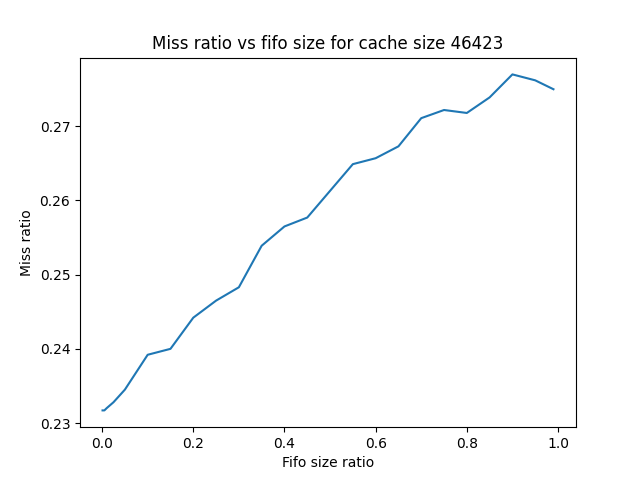 Miss ratio vs fifo size for cache size 46423
Miss ratio
0.27
0.26
0.25
0.24
0.23
0.0 0.2 0.4 0.6 0.8 1.0
Fifo size ratio